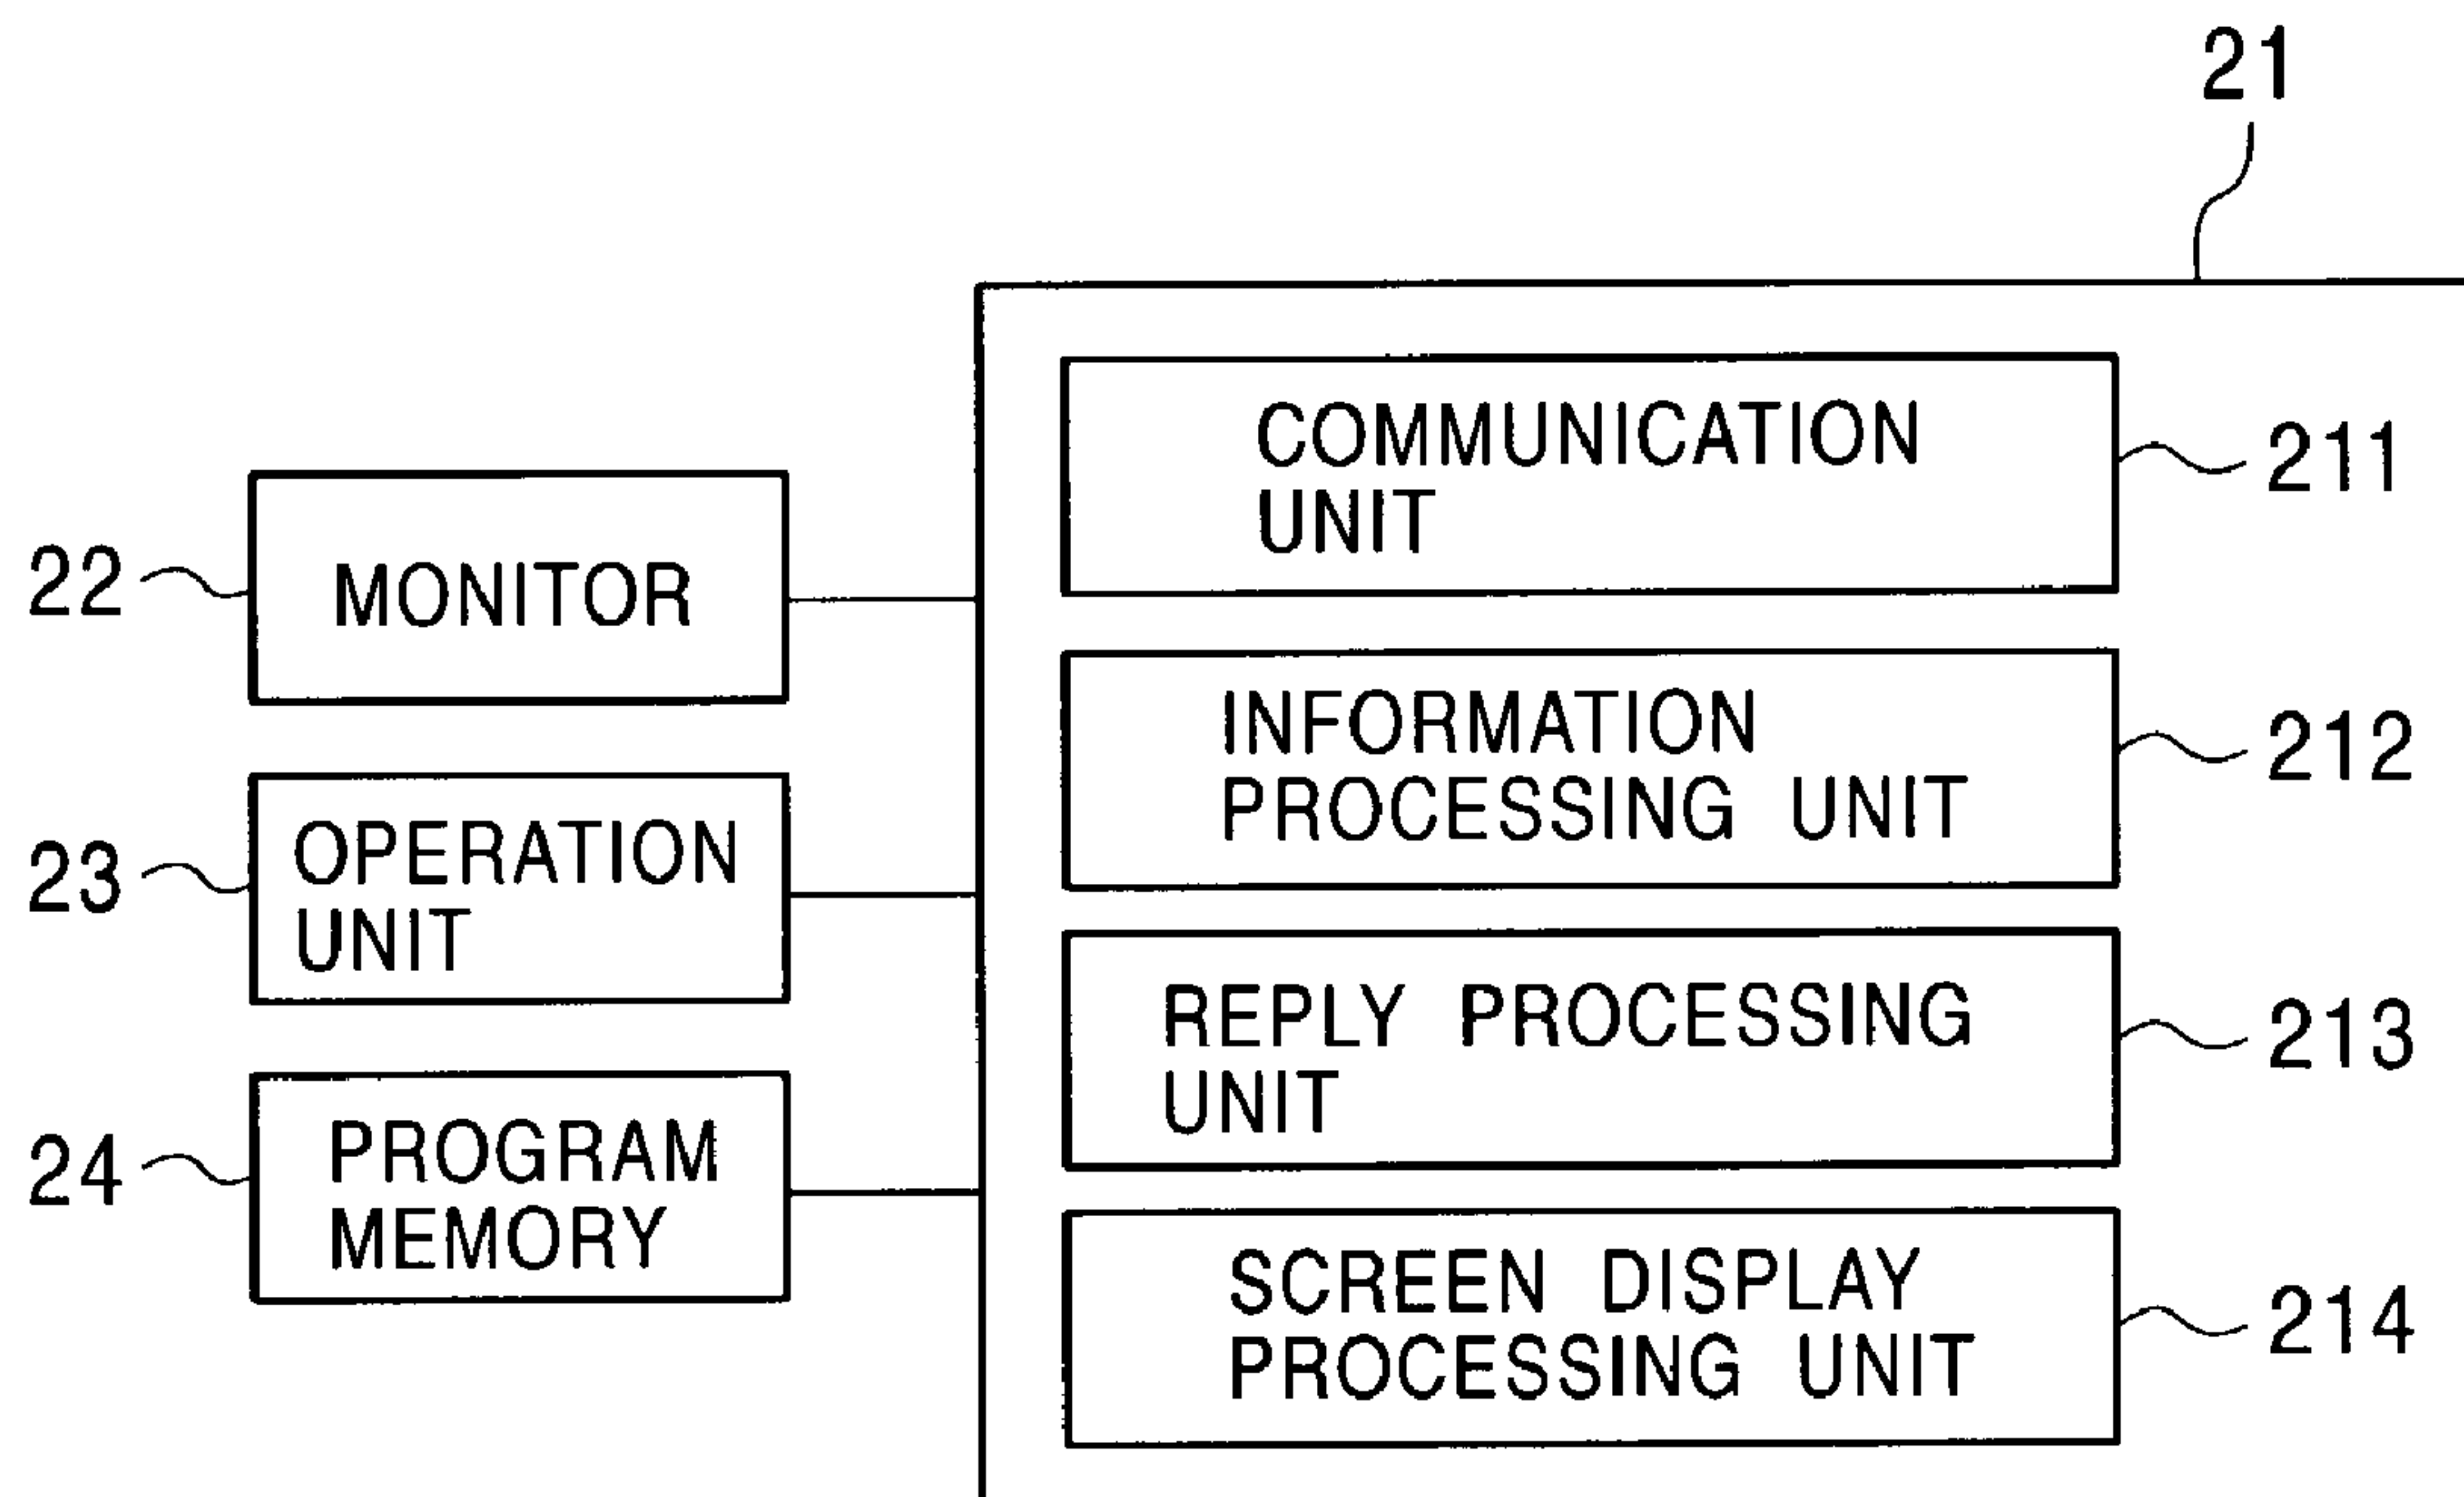 21
COMMUNICATION
UNIT
211
22
MONITOR
INFORMATION
PROCESSING UNIT
212
23
OPERATION
UNIT
REPLY PROCESSING
UNIT
213
24
PROGRAM
MEMORY
SCREEN DISPLAY
PROCESSING UNIT
214